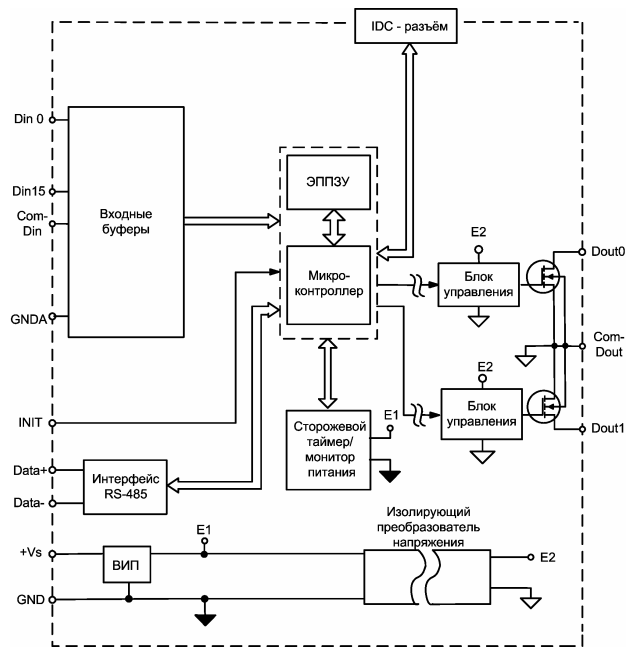 IDC - разъём
Din 0
Din15
Com-
Din
GNDA
Входные
буферы
ЭППЗУ
Микро-
контроллер
E2
Блок
управления
Dout0
Com-
Dout
E2
Блок
управления
Dout1
INIT
Сторожевой
таймер/
монитор
питания
E1
Data+
Data-
Интерфейс
RS-485
+Vs
GND
ВИП
E1
Изолирующий
преобразователь
напряжения
E2